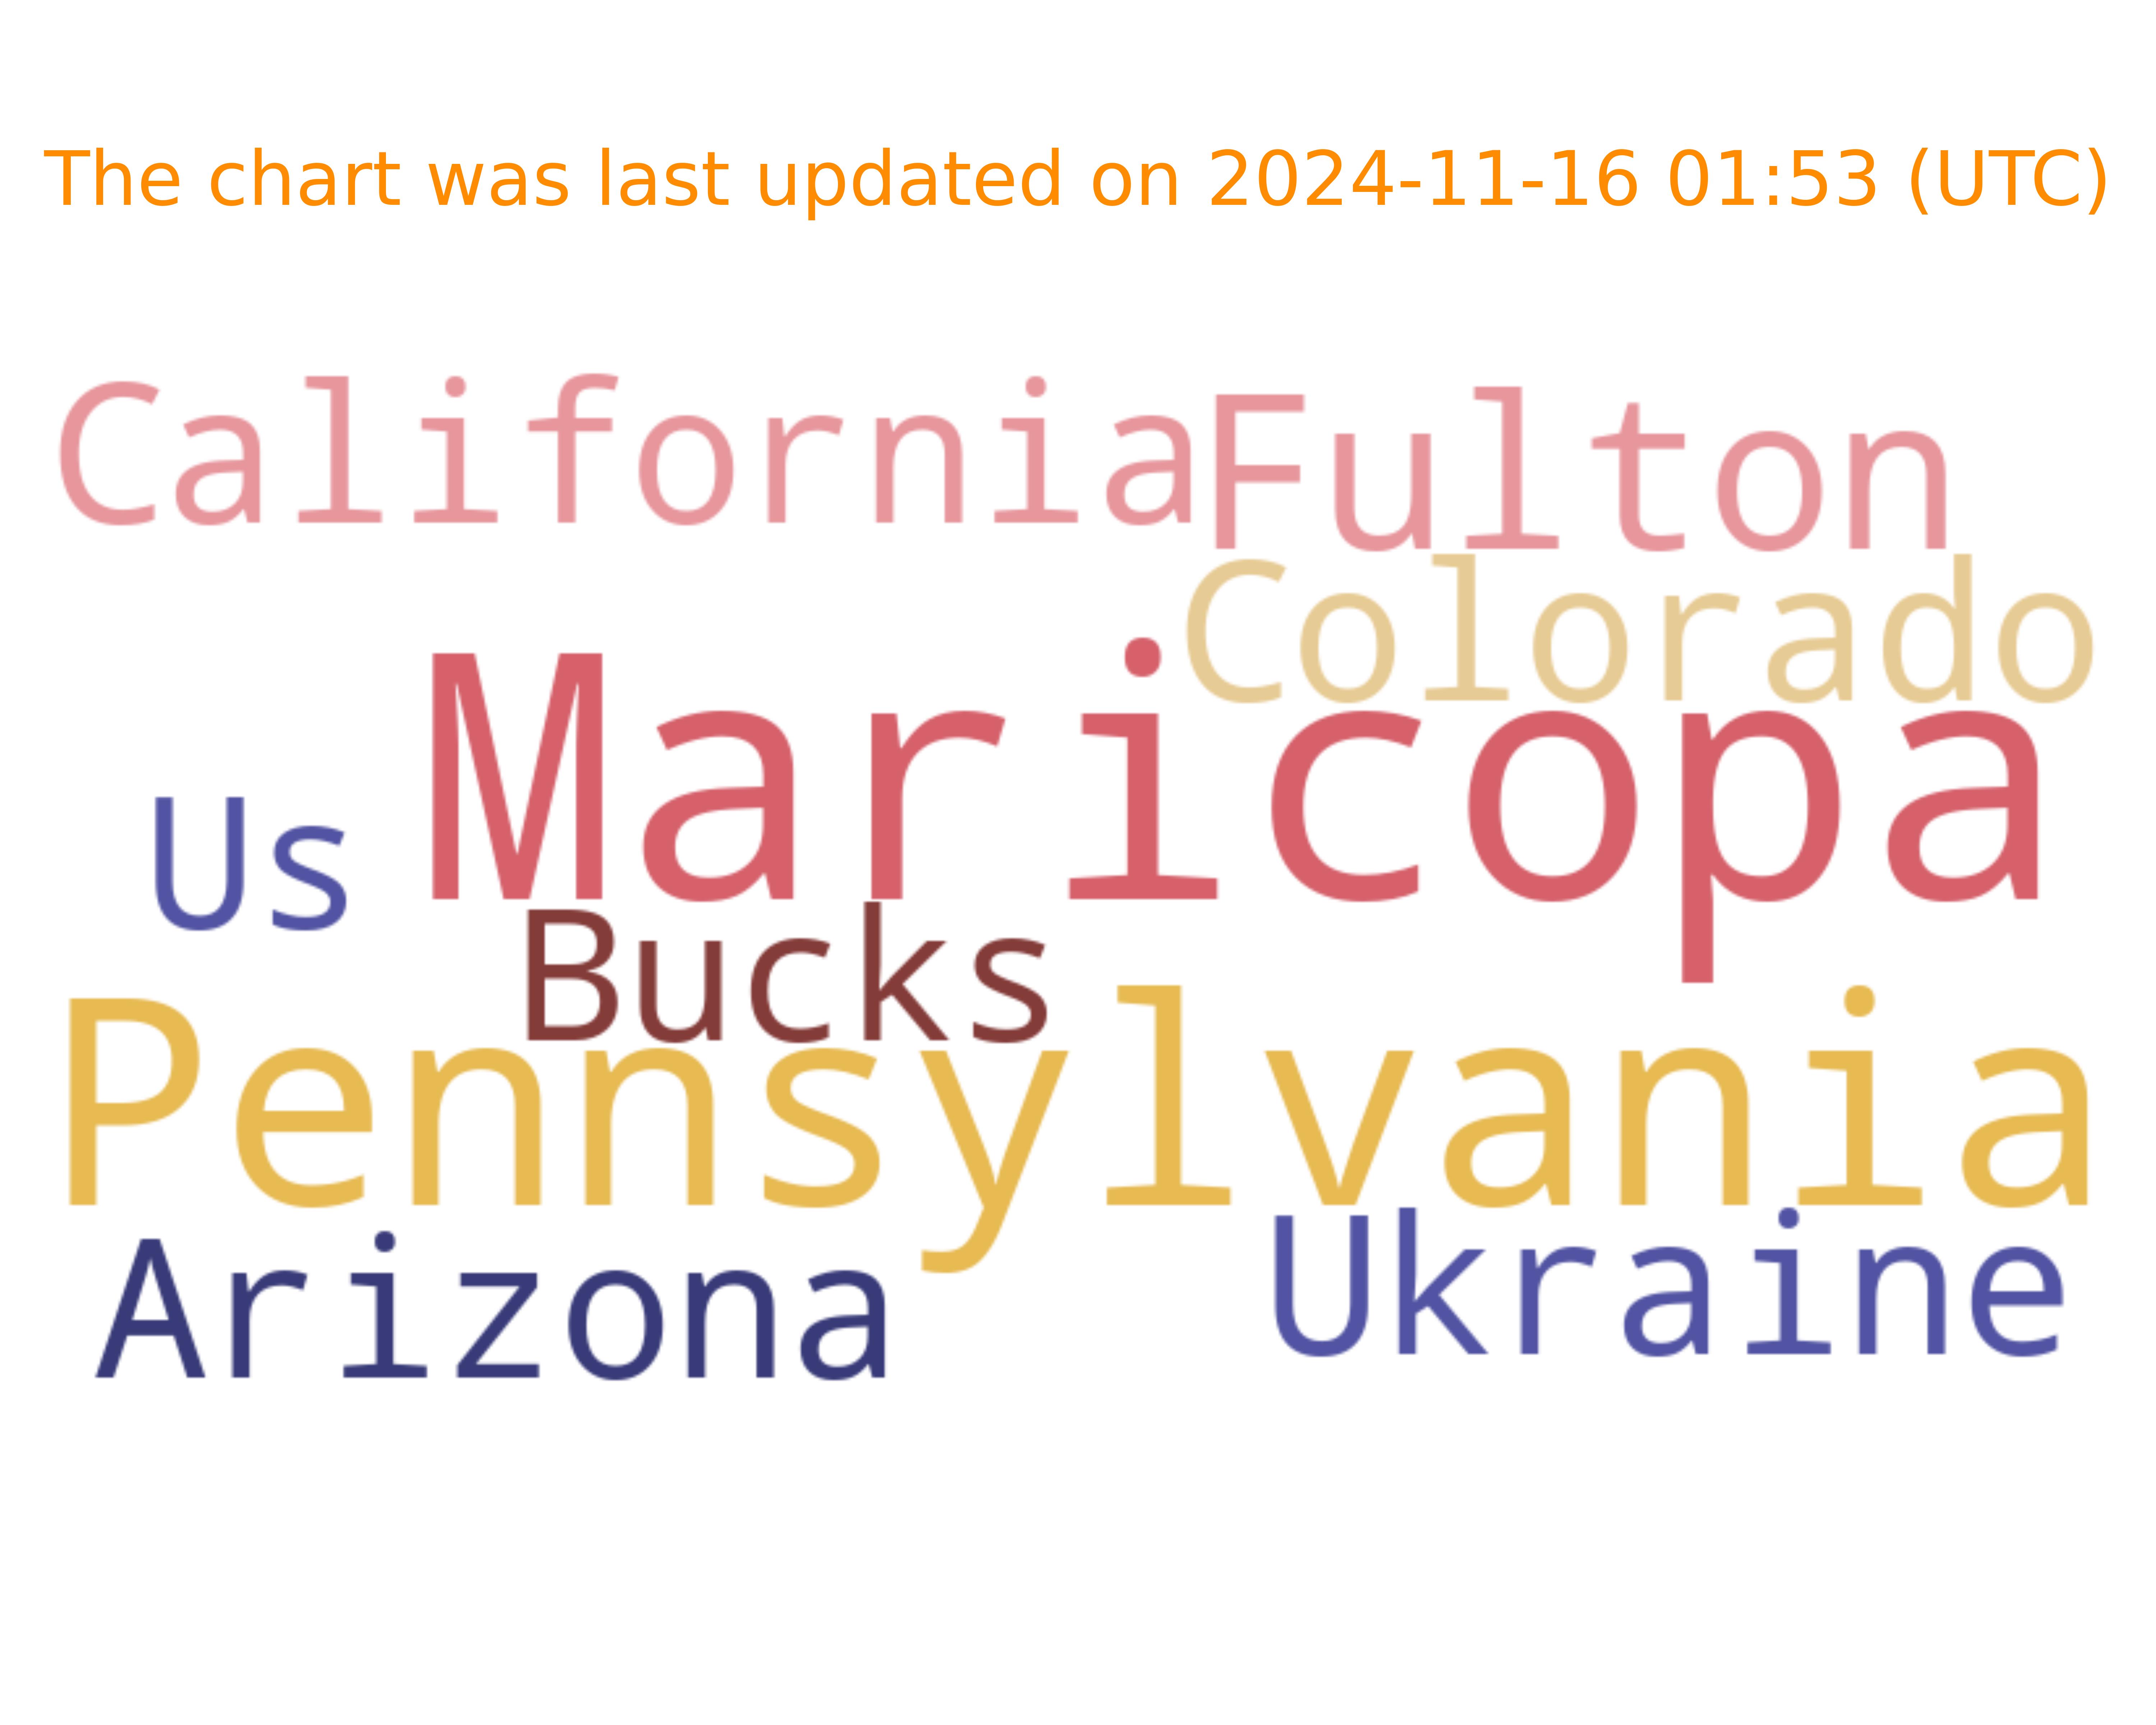 The chart was last updated on 2024-11-16 01:53 (UTC)
California Fulton
Colorado
Maricopa
Us
Bucks
Pennsylvania
Arizona Ukraine